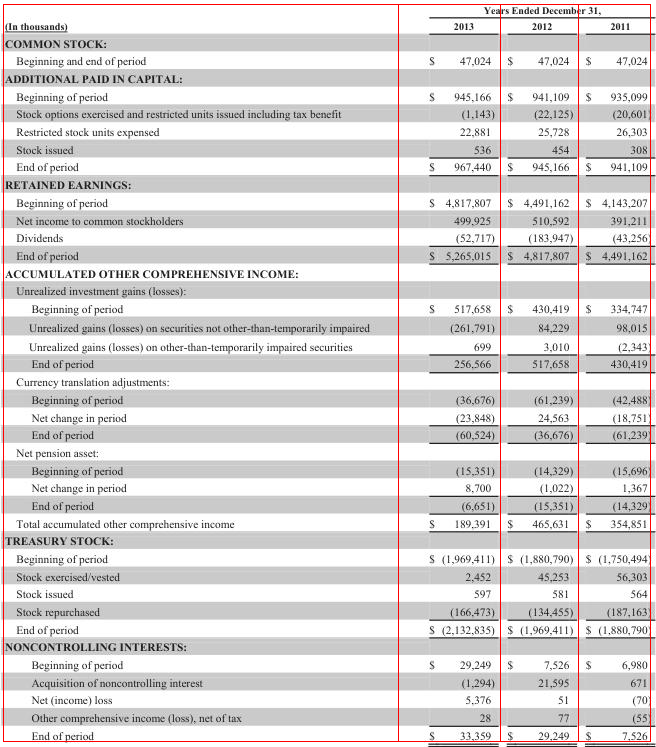 Years Ended December 31,
(In thousands) 2013 2012 2011
COMMON STOCK:
Beginning and end of period $ 47,024 $ 47,024 $ 47,024
ADDITIONAL PAID IN CAPITAL:
Beginning of period $ 945,166 $ 941,109 $ 935,099
Stock options exercised and restricted units issued including tax benefit (1,143) (22,125) (20,601)
Restricted stock units expensed 22,881 25,728 26,303
Stock issued 536 454 308
End of period $ 967,440 $ 945,166 $ 941,109
RETAINED EARNINGS:
Beginning of period $ 4,817,807 $ 4,491,162 $ 4,143,207
Net income to common stockholders 499,925 510,592 391,211
Dividends (52,717) (183,947) (43,256)
End of period $ 5,265,015 $ 4,817,807 $ 4,491,162
ACCUMULATED OTHER COMPREHENSIVE INCOME:
Unrealized investment gains (losses):
Beginning of period $ 517,658 $ 430,419 $ 334,747
Unrealized gains (losses) on securities not other-than-temporarily impaired (261,791) 84,229 98,015
Unrealized gains (losses) on other-than-temporarily impaired securities 699 3,010 (2,343)
End of period 256,566 517,658 430,419
Currency translation adjustments:
Beginning of period (36,676) (61,239) (42,488)
Net change in period (23,848) 24,563 (18,751)
End of period (60,524) (36,676) (61,239)
Net pension asset:
Beginning of period (15,351) (14,329) (15,696)
Net change in period 8,700 (1,022) 1,367
End of period (6,651) (15,351) (14,329)
Total accumulated other comprehensive income $ 189,391 $ 465,631 $ 354,851
TREASURY STOCK:
Beginning of period $ (1,969,411) $ (1,880,790) $ (1,750,494)
Stock exercised/vested 2,452 45,253 56,303
Stock issued 597 581 564
Stock repurchased (166,473) (134,455) (187,163)
End of period $ (2,132,835) $ (1,969,411) $ (1,880,790)
NONCONTROLLING INTERESTS:
Beginning of period $ 29,249 $ 7,526 $ 6,980
Acquisition of noncontrolling interest (1,294) 21,595 671
Net (income) loss 5,376 51 (70)
Other comprehensive income (loss), net of tax 28 77 (55)
End of period $ 33,359 $ 29,249 $ 7,526